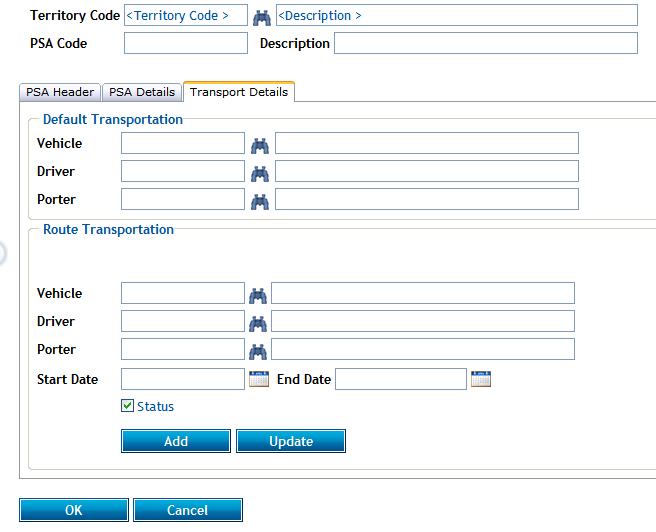 Territory Code <Territory Code > <Description >
PSA Code Description
PSA Header PSA Details Transport Details
Default Transportation
Vehicle
Driver
Porter
Route Transportation
Vehicle
Driver
Porter
Start Date End Date
Status
Add Update
OK Cancel